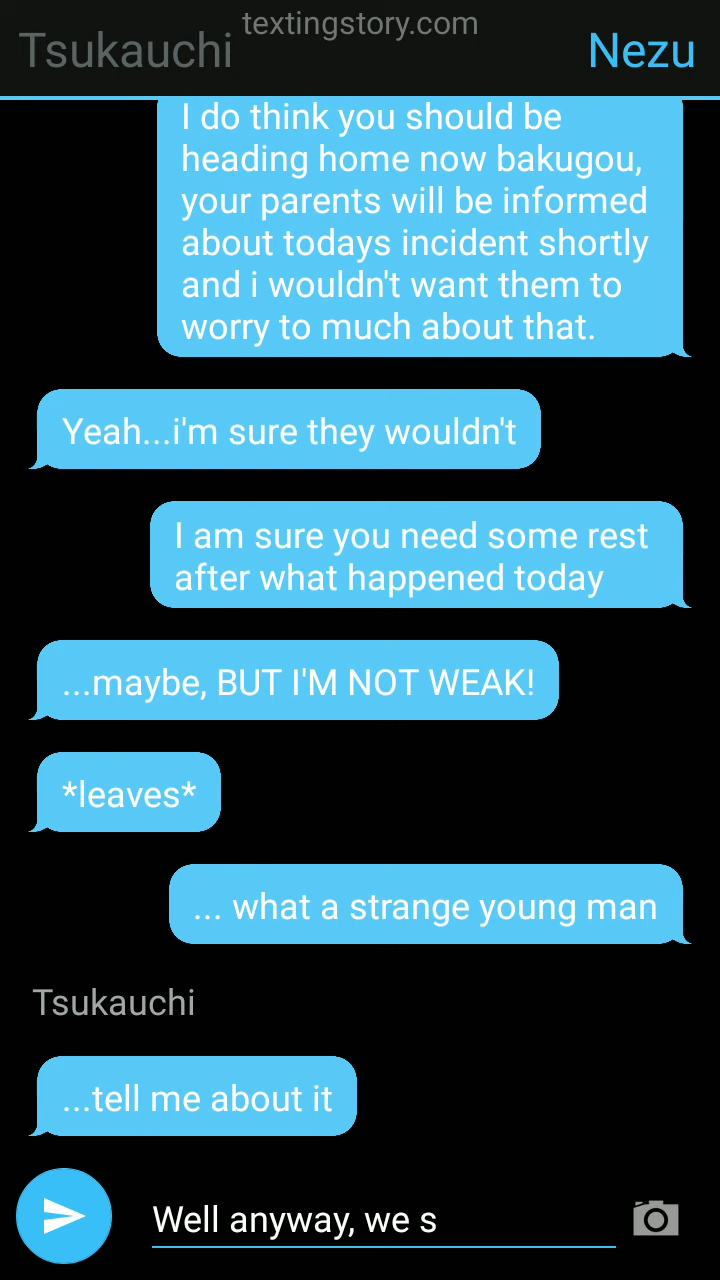 textingstory.com
Tsukauchi
Nezu
I do think you should be
heading home now bakugou,
your parents will be informed
about todays incident shortly
and i wouldn't want them to
worry to much about that.
Yeah...i'm sure they wouldn't
I am sure you need some rest
after what happened today
...maybe, BUT I'M NOT WEAK!
*leaves*
... what a strange young man
Tsukauchi
...tell me about it
Well anyway, we s